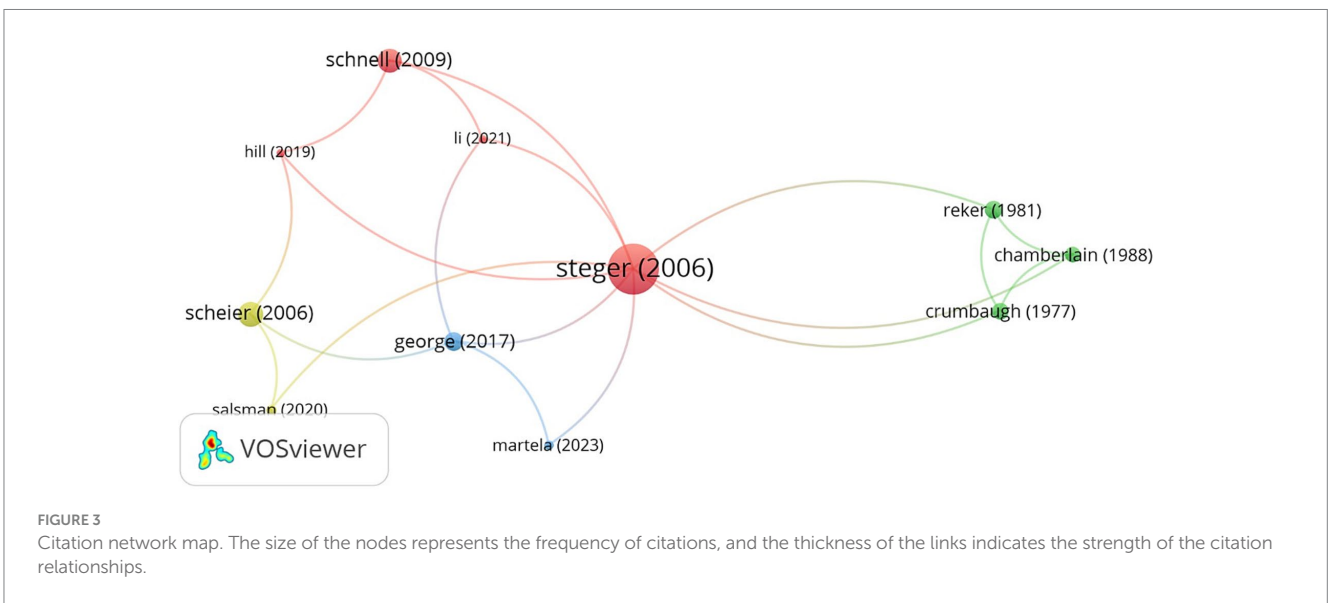 schnell (2009)
li (2021)
hill (2019)
reker (1981)
chamberlain (1988)
steger (2006)
crumbaugh (1977)
scheier (2006)
george (2017)
salsman (2020)
martela (2023)
VOSviewer
FIGURE 3
Citation network map. The size of the nodes represents the frequency of citations, and the thickness of the links indicates the strength of the citation
relationships.